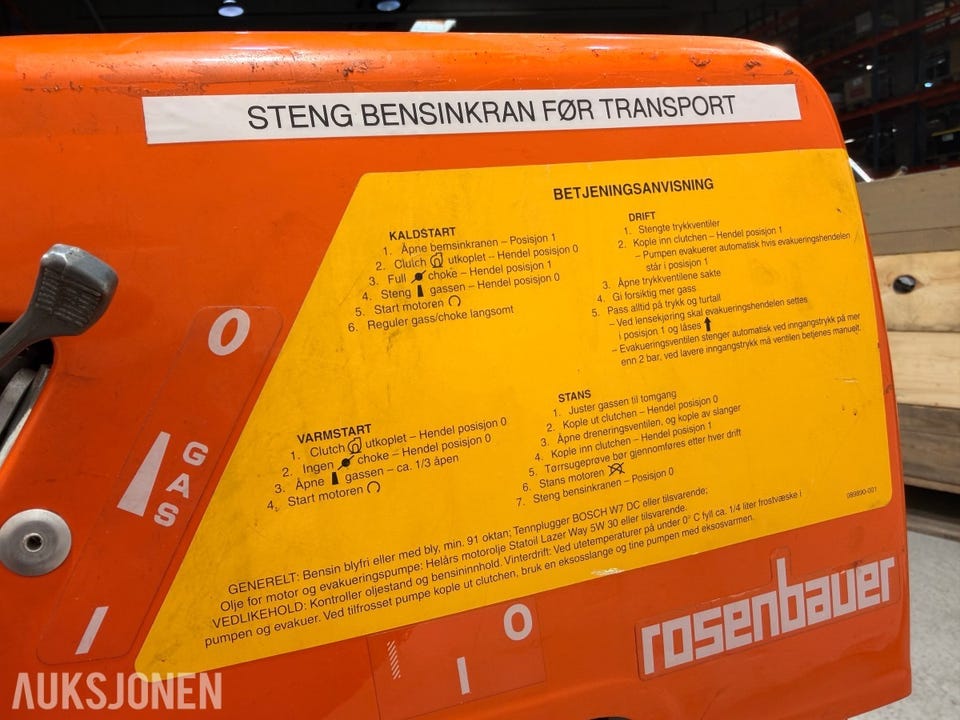 STENG BENSINKRAN FØR TRANSPORT
BETJENINGSANVISNING
KALDSTART
1. Åpne bemsinkranen – Posisjon 1
2. Clutch utkoplet – Hendel posisjon 0
3. Full choke – Hendel posisjon 1
4. Steng gassen – Hendel posisjon 0
5. Start motoren
6. Reguler gass/choke langsomt
VARMSTART
1. Clutch utkoplet – Hendel posisjon 0
2. Ingen choke – Hendel posisjon 0
3. Åpne gassen – ca. 1/3 åpen
4. Start motoren
DRIFT
1. Stengte trykkventiler
2. Kople inn clutchen – Hendel posisjon 1
– Pumpen evakuerer automatisk hvis evakueringshendelen
står i posisjon 1
3. Åpne trykkventilene sakte
4. Gi forsiktig mer gass
5. Pass alltid på trykk og turtall
– Ved lensekjøring skal evakueringshendelen settes
i posisjon 1 og låses
– Evakueringsventilen stenger automatisk ved inngangstrykk på mer
enn 2 bar, ved lavere inngangstrykk må ventilen betjenes manuelt.
STANS
1. Juster gassen til tomgang
2. Kople ut clutchen – Hendel posisjon 0
3. Åpne dreneringsventilen, og kople av slanger
4. Kople inn clutchen – Hendel posisjon 1
5. Tørrsugeprøve bør gjennomføres etter hver drift
6. Stans motoren
7. Steng bensinkranen – Posisjon 0
089890-001
GENERELT: Bensin blyfri eller med bly, min. 91 oktan; Tennplugger BOSCH W7 DC eller tilsvarende;
Olje for motor og evakueringspumpe: Helårs motorolje Statoil Lazer Way 5W 30 eller tilsvarende.
VEDLIKEHOLD: Kontroller oljestand og bensininnhold. Vinterdrift: Ved utetemperaturer på under 0° C fyll ca. 1/4 liter frostvæske i
pumpen og evakuer. Ved tilfrosset pumpe kople ut clutchen, bruk en eksosslange og tine pumpen med eksosvarmen.
0
GAS
1
BENSIN
0
1
rosenbauer
AUKSJONEN